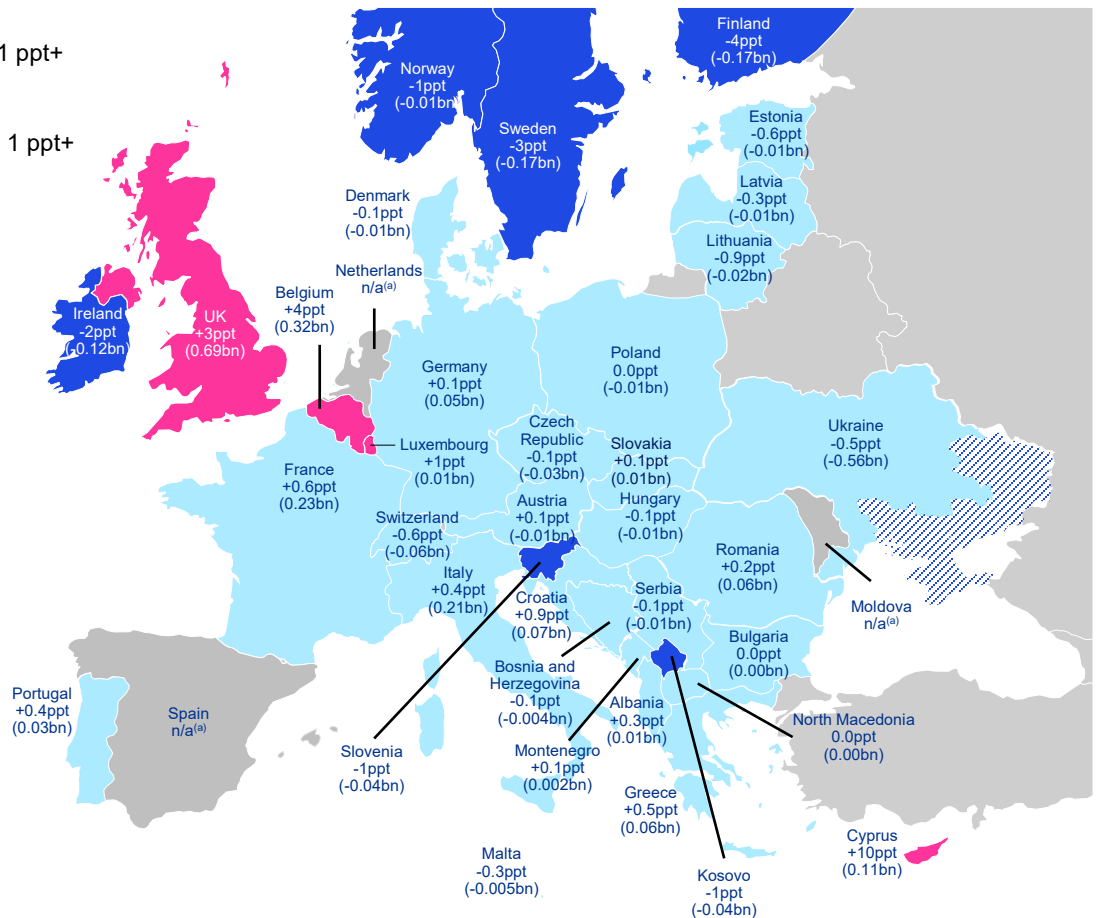 1 ppt+
1 ppt+
Finland
-4ppt
(-0.17bn)
Norway
-1ppt
(-0.01bn)
Sweden
-3ppt
(-0.17bn)
Estonia
-0.6ppt
(-0.01bn)
Latvia
-0.3ppt
(-0.01bn)
Lithuania
-0.9ppt
(-0.02bn)
Denmark
-0.1ppt
(-0.01bn)
Netherlands
n/a(a)
Belgium
+4ppt
(0.32bn)
Ireland
-2ppt
(-0.12bn)
UK
+3ppt
(0.69bn)
Germany
+0.1ppt
(0.05bn)
Poland
0.0ppt
(-0.01bn)
Ukraine
-0.5ppt
(-0.56bn)
Czech
Republic
-0.1ppt
(-0.03bn)
Slovakia
+0.1ppt
(0.01bn)
Luxembourg
+1ppt
(0.01bn)
France
+0.6ppt
(0.23bn)
Austria
+0.1ppt
(-0.01bn)
Hungary
-0.1ppt
(-0.01bn)
Switzerland
-0.6ppt
(-0.06bn)
Romania
+0.2ppt
(0.06bn)
Italy
+0.4ppt
(0.21bn)
Croatia
+0.9ppt
(0.07bn)
Serbia
-0.1ppt
(-0.01bn)
Moldova
n/a(a)
Bulgaria
0.0ppt
(0.00bn)
Bosnia and
Herzegovina
-0.1ppt
(-0.004bn)
Portugal
+0.4ppt
(0.03bn)
Spain
n/a(a)
Albania
+0.3ppt
(0.01bn)
North Macedonia
0.0ppt
(0.00bn)
Slovenia
-1ppt
(-0.04bn)
Montenegro
+0.1ppt
(0.002bn)
Greece
+0.5ppt
(0.06bn)
Cyprus
+10ppt
(0.11bn)
Malta
-0.3ppt
(-0.005bn)
Kosovo
-1ppt
(-0.04bn)